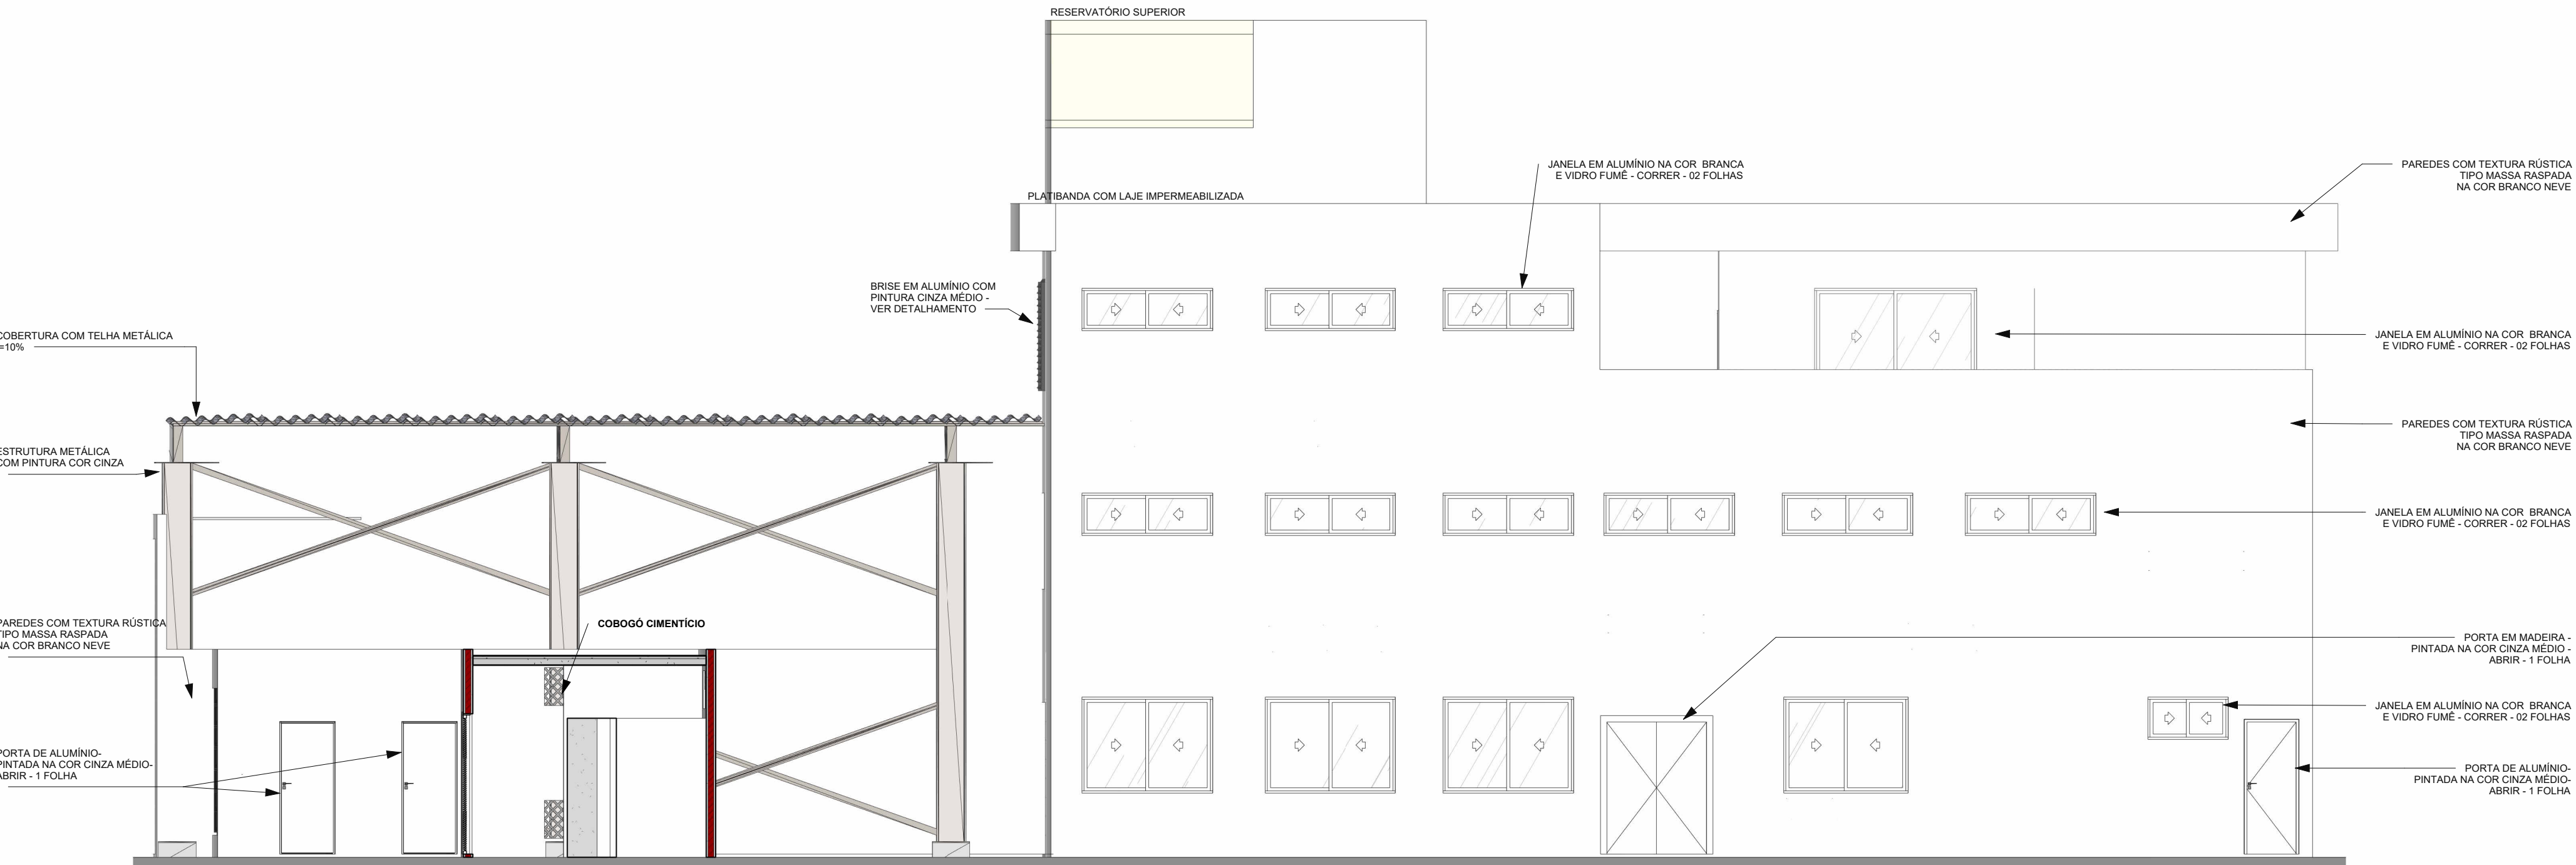 RESERVATÓRIO SUPERIOR
JANELA EM ALUMÍNIO NA COR BRANCA
E VIDRO FUMÊ - CORRER - 02 FOLHAS
PAREDES COM TEXTURA RÚSTICA
TIPO MASSA RASPADA
NA COR BRANCO NEVE
PLATIBANDA COM LAJE IMPERMEABILIZADA
BRISE EM ALUMÍNIO COM
PINTURA CINZA MÉDIO -
VER DETALHAMENTO
COBERTURA COM TELHA METÁLICA
i=10%
JANELA EM ALUMÍNIO NA COR BRANCA
E VIDRO FUMÊ - CORRER - 02 FOLHAS
PAREDES COM TEXTURA RÚSTICA
TIPO MASSA RASPADA
NA COR BRANCO NEVE
ESTRUTURA METÁLICA
COM PINTURA COR CINZA
JANELA EM ALUMÍNIO NA COR BRANCA
E VIDRO FUMÊ - CORRER - 02 FOLHAS
PAREDES COM TEXTURA RÚSTICA
TIPO MASSA RASPADA
NA COR BRANCO NEVE
COBOGÓ CIMENTÍCIO
PORTA EM MADEIRA -
PINTADA NA COR CINZA MÉDIO -
ABRIR - 1 FOLHA
JANELA EM ALUMÍNIO NA COR BRANCA
E VIDRO FUMÊ - CORRER - 02 FOLHAS
PORTA DE ALUMÍNIO-
PINTADA NA COR CINZA MÉDIO-
ABRIR - 1 FOLHA
PORTA DE ALUMÍNIO-
PINTADA NA COR CINZA MÉDIO-
ABRIR - 1 FOLHA